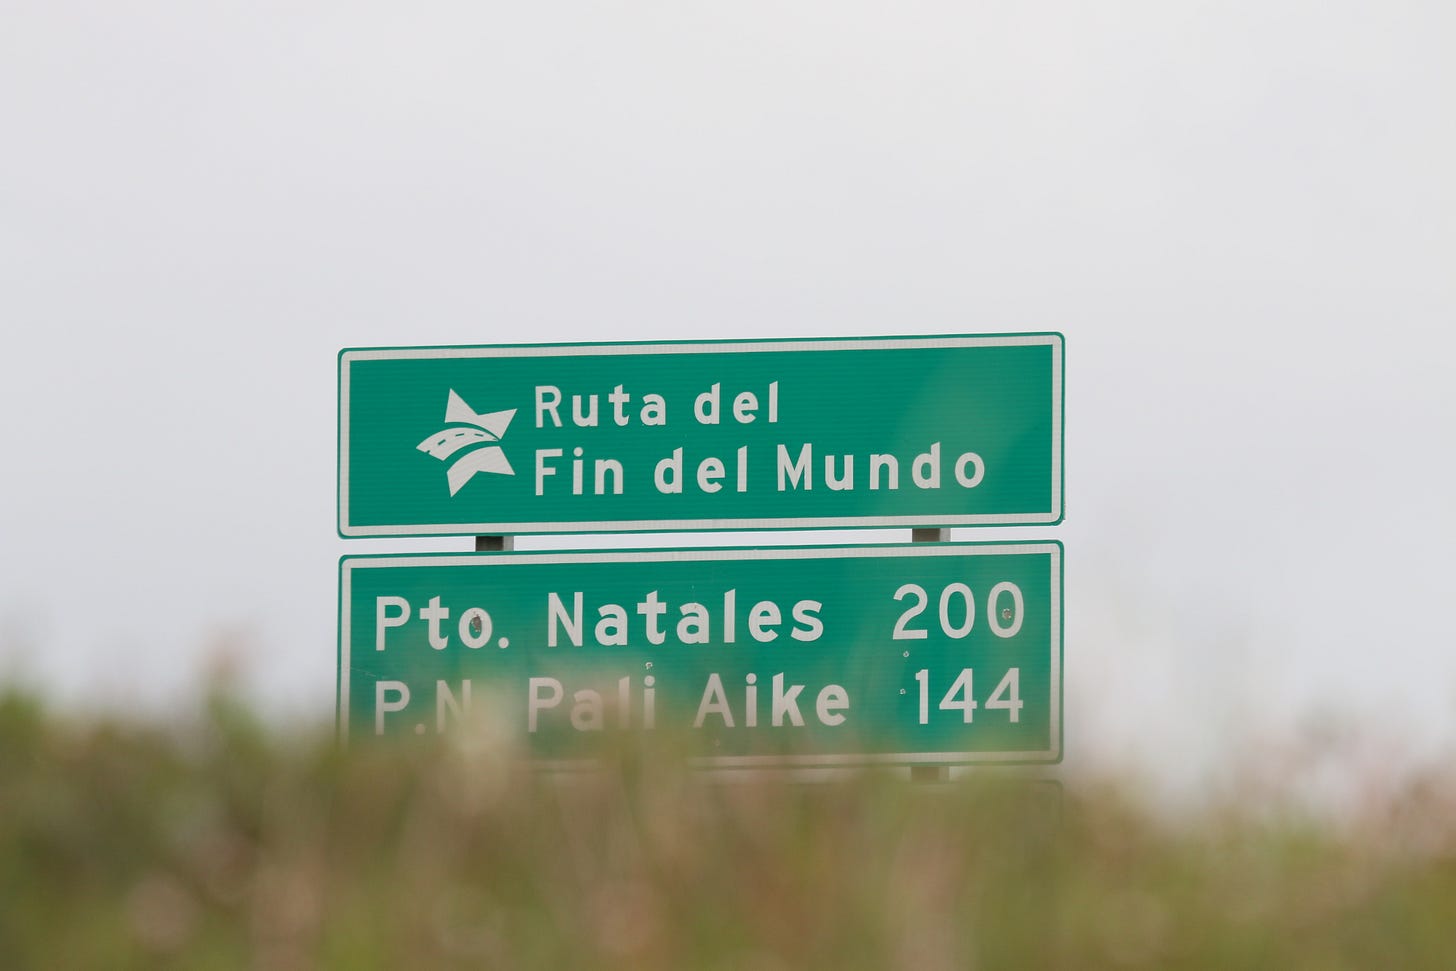 Ruta del
Fin del Mundo
Pto. Natales 200
P.N Pali Aike 144